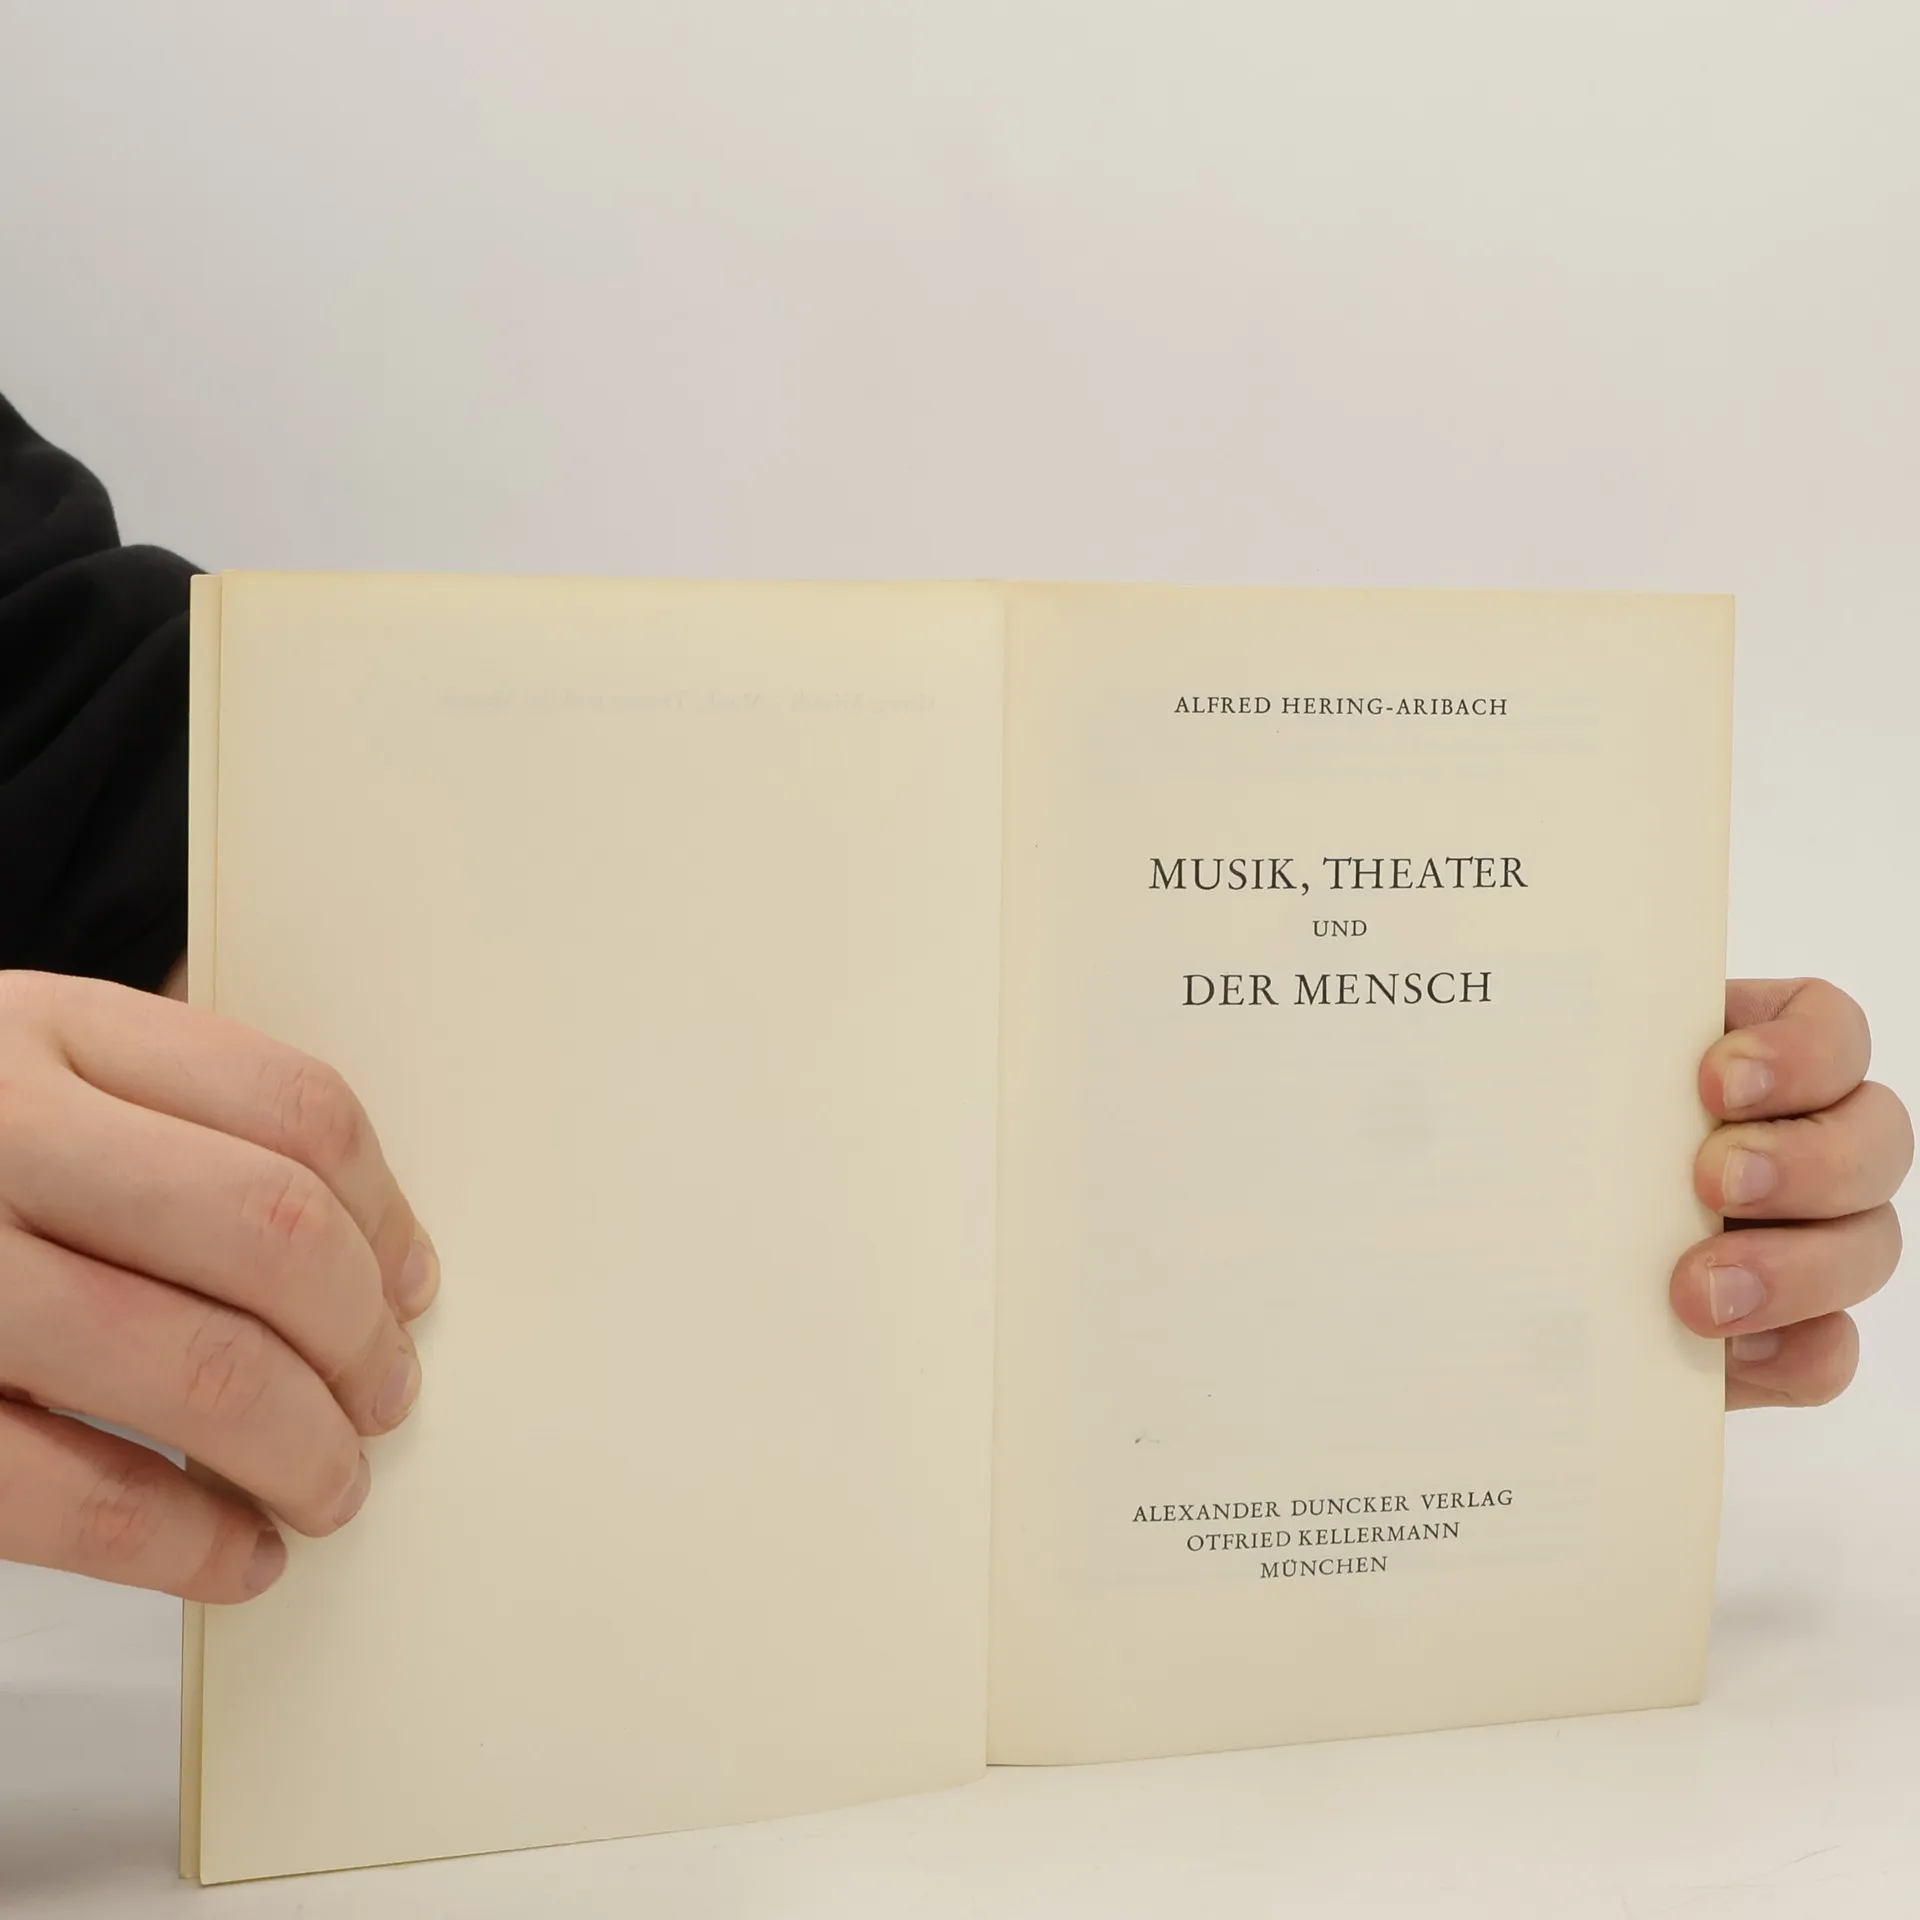 ALFRED HERING-ARIBACH
MUSIK, THEATER
UND
DER MENSCH
ALEXANDER DUNCKER VERLAG
OTFRIED KELLERMANN
MÜNCHEN